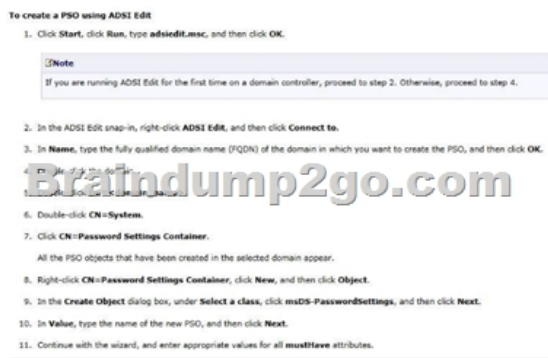 To create a PSO using ADSI Edit
1. Click Start, click Run, type adsiedit.msc, and then click OK.
Note
If you are running ADSI Edit for the first time on a domain controller, proceed to step 2. Otherwise, proceed to step 4.
2. In the ADSI Edit snap-in, right-click ADSI Edit, and then click Connect to.
3. In Name, type the fully qualified domain name (FQDN) of the domain in which you want to create the PSO, and then click OK.
4. Double-click the domain.
Braindump2go.com
5.
6. Double-click CN=System.
7. Click CN=Password Settings Container.
All the PSO objects that have been created in the selected domain appear.
8. Right-click CN=Password Settings Container, click New, and then click Object.
9. In the Create Object dialog box, under Select a class, click msDS-PasswordSettings, and then click Next.
10. In Value, type the name of the new PSO, and then click Next.
11. Continue with the wizard, and enter appropriate values for all mustHave attributes.